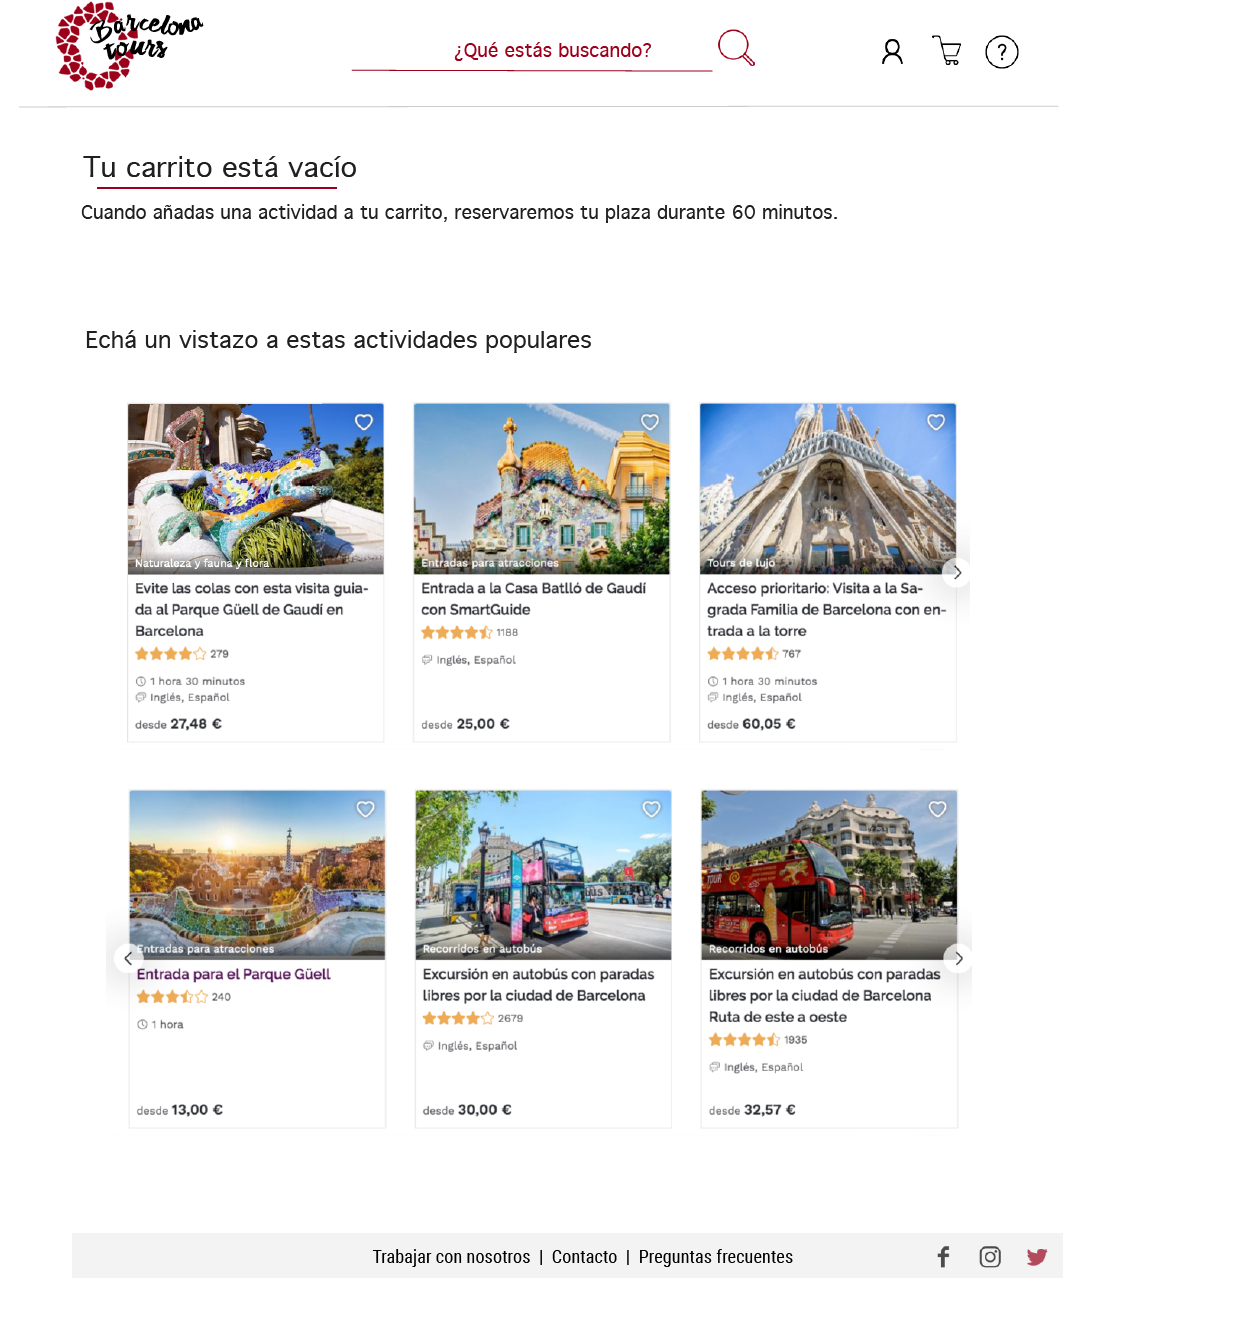 Barcelona
tours
¿Qué estás buscando?
Tu carrito está vacío
Cuando añadas una actividad a tu carrito, reservaremos tu plaza durante 60 minutos.
Echá un vistazo a estas actividades populares
Naturaleza y fauna y flora
Evite las colas con esta visita guia-
da al Parque Güell de Gaudí en
Barcelona
279
1 hora 30 minutos
Inglés, Español
desde 27,48 €
Entradas para atracciones
Entrada a la Casa Batlló de Gaudí
con SmartGuide
1188
Inglés, Español
desde 25,00 €
Tours de lujo
Acceso prioritario: Visita a la Sa-
grada Familia de Barcelona con en-
trada a la torre
767
1 hora 30 minutos
Inglés, Español
desde 60,05 €
Entradas para atracciones
Entrada para el Parque Güell
240
1 hora
desde 13,00 €
Recorridos en autobús
Excursión en autobús con paradas
libres por la ciudad de Barcelona
2679
Inglés, Español
desde 30,00 €
Recorridos en autobús
Excursión en autobús con paradas
libres por la ciudad de Barcelona
Ruta de este a oeste
1935
Inglés, Español
desde 32,57 €
Trabajar con nosotros | Contacto | Preguntas frecuentes